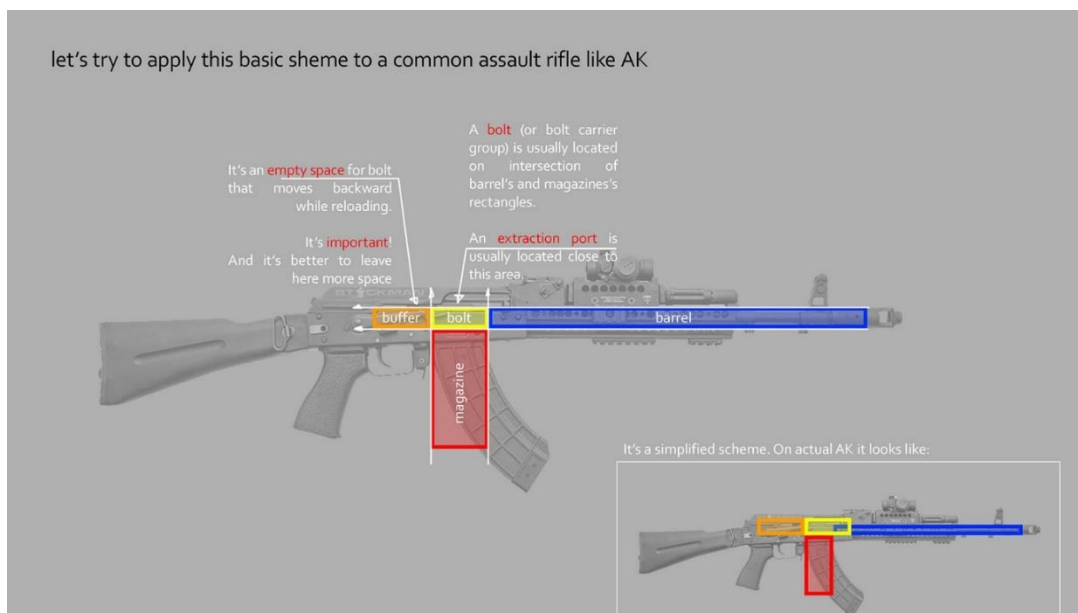 let's try to apply this basic sheme to a common assault rifle like AK
A bolt (or bolt carrier
group) is usually located
on intersection of
barrel's and magazines's
rectangles.
It's an empty space for bolt
that moves backward
while reloading.
It's important!
And it's better to leave
here more space
An extraction port is
usually located close to
this area.
STOCKMAN
buffer
bolt
barrel
magazine
It's a simplified scheme. On actual AK it looks like: